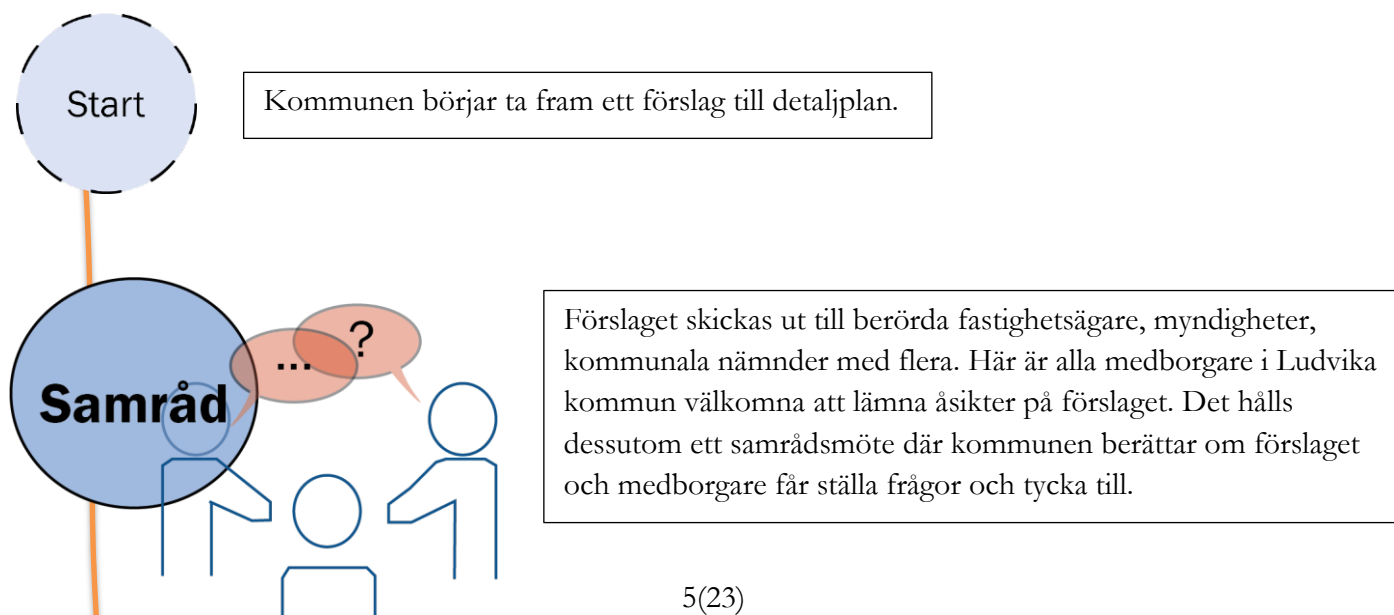 Start
Kommunen börjar ta fram ett förslag till detaljplan.
Samråd
...
?
Förslaget skickas ut till berörda fastighetsägare, myndigheter,
kommunala nämnder med flera. Här är alla medborgare i Ludvika
kommun välkomna att lämna åsikter på förslaget. Det hålls
dessutom ett samrådsmöte där kommunen berättar om förslaget
och medborgare får ställa frågor och tycka till.
5(23)